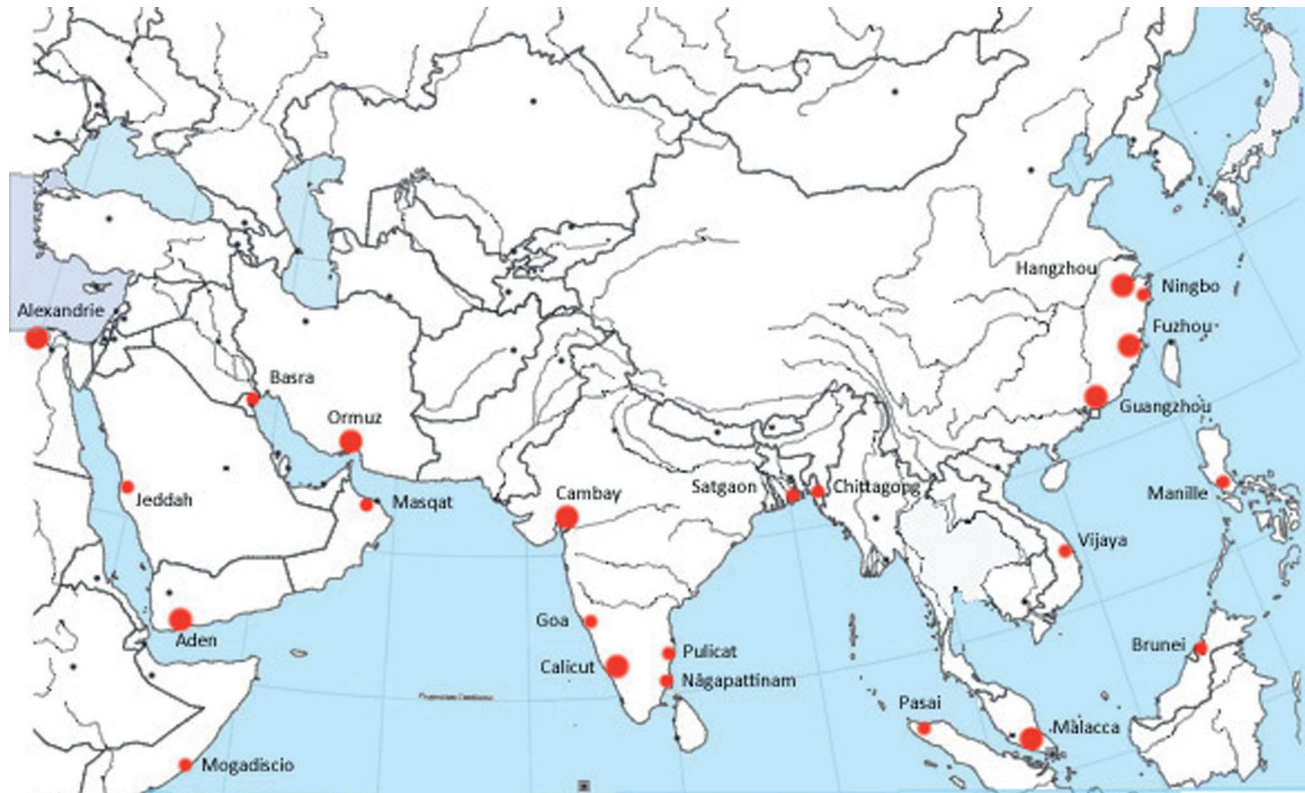 Hangzhou
Ningbo
Alexandrie
Fuzhou
Basra
Guangzhou
Ormuz
Jeddah
Masqat
Cambay
Satgaon
Chittagong
Manille
Vijaya
Goa
Aden
Pulicat
Brunei
Calicut
Nâgapattinam
Pasai
Malacca
Mogadiscio